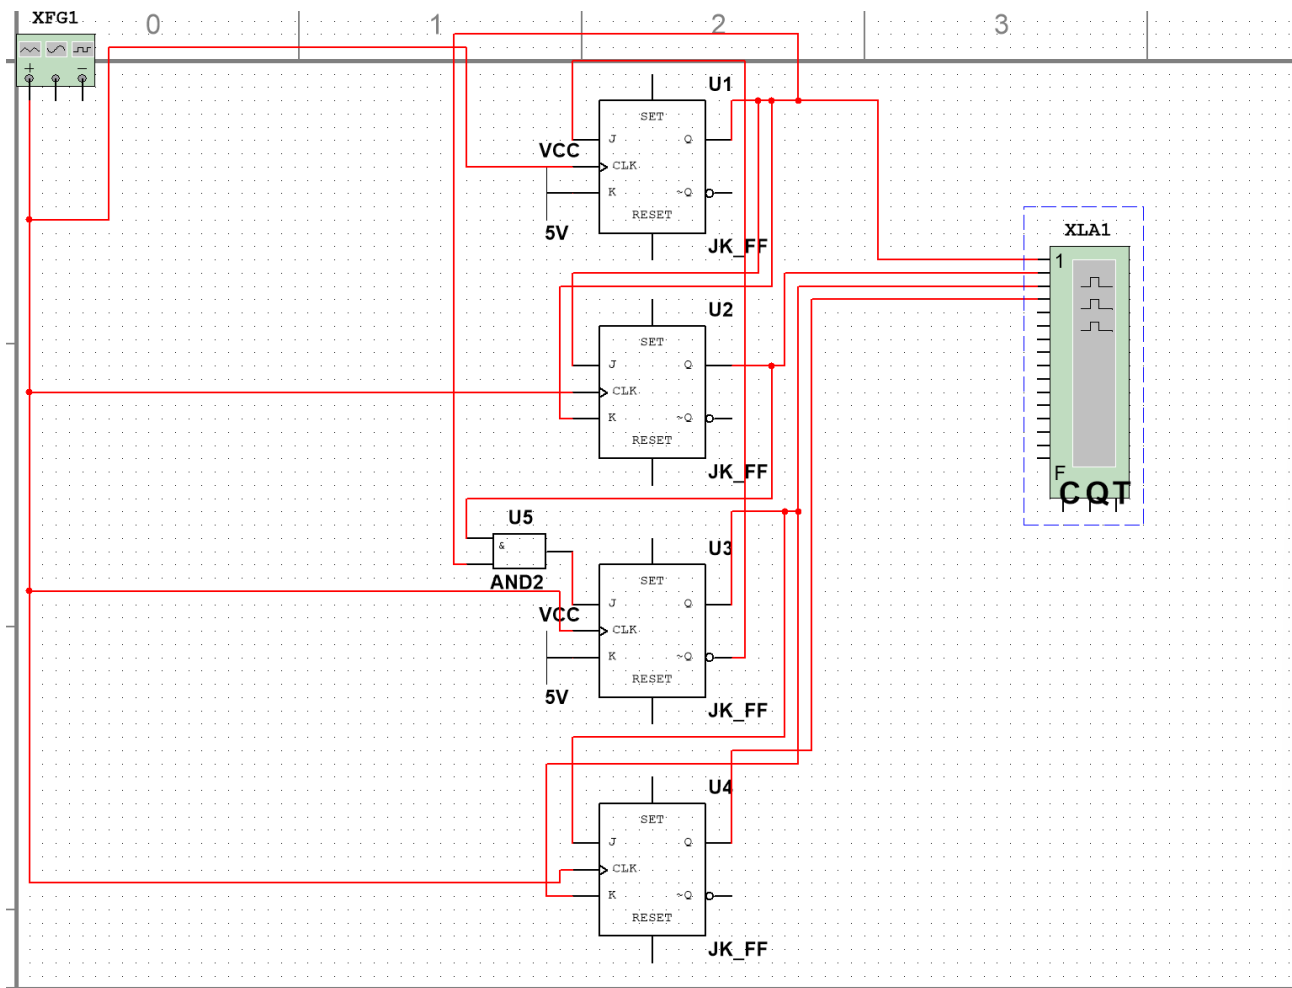 XFG1
0
1
2
3
+
−
U1
SET
J
Q
VCC
CLK
K
~Q
RESET
5V
JK_FF
XLA1
1
F
C Q T
U2
SET
J
Q
CLK
K
~Q
RESET
JK_FF
U5
&
AND2
U3
SET
J
Q
VCC
CLK
K
~Q
RESET
5V
JK_FF
U4
SET
J
Q
CLK
K
~Q
RESET
JK_FF